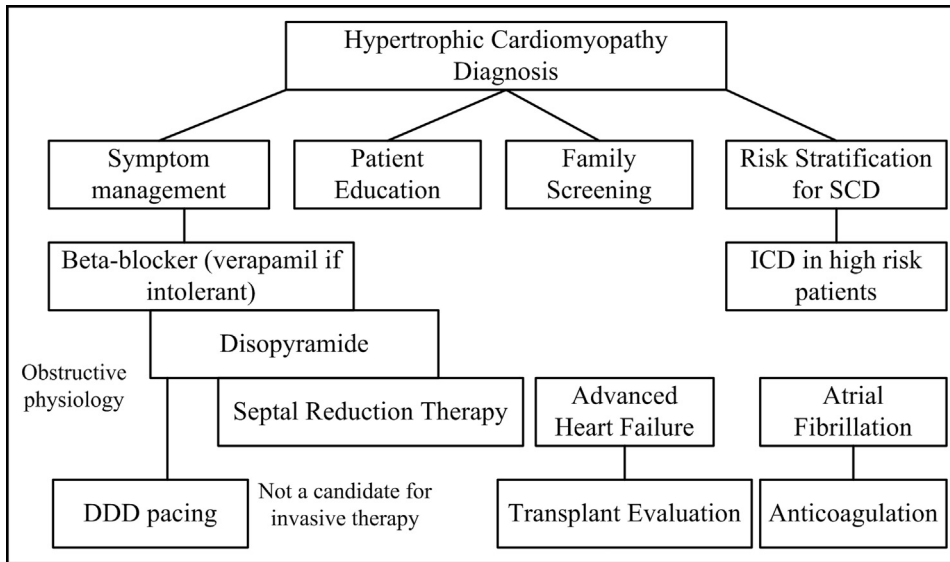 Hypertrophic Cardiomyopathy
Diagnosis
Symptom
management
Patient
Education
Family
Screening
Risk Stratification
for SCD
Beta-blocker (verapamil if
intolerant)
ICD in high risk
patients
Disopyramide
Obstructive
physiology
Septal Reduction Therapy
Advanced
Heart Failure
Atrial
Fibrillation
DDD pacing
Not a candidate for
invasive therapy
Transplant Evaluation
Anticoagulation